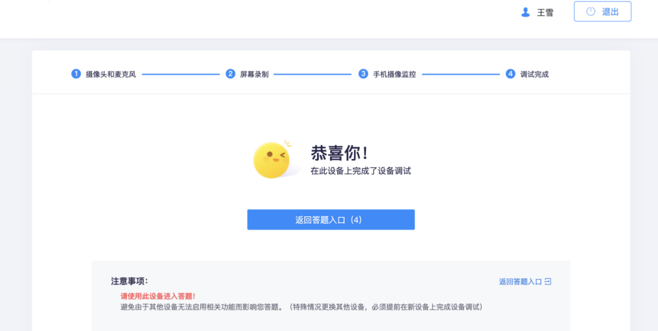 王雪
退出
1 摄像头和麦克风
2 屏幕录制
3 手机摄像监控
4 调试完成
恭喜你!
在此设备上完成了设备调试
返回答题入口（4）
注意事项：
返回答题入口
请使用此设备进入答题!
避免由于其他设备无法启用相关功能而影响您答题。（特殊情况更换其他设备，必须提前在新设备上完成设备调试）